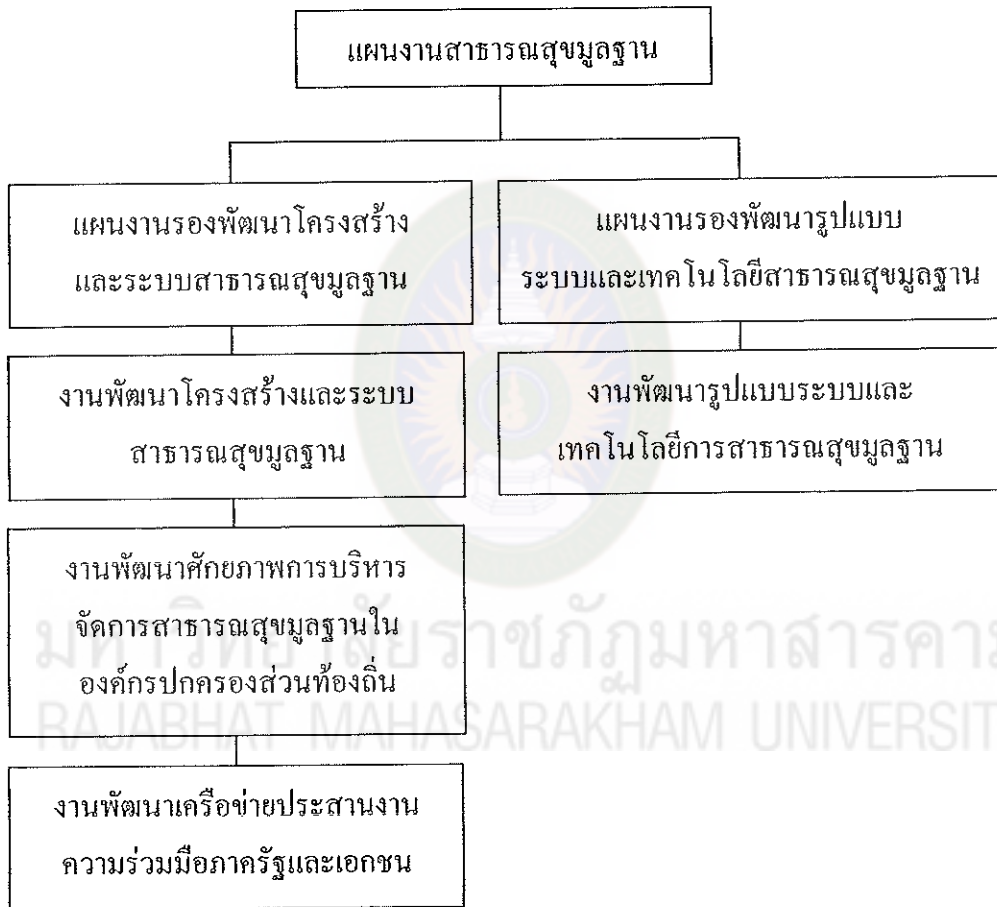 แผนงานสาธารณสุขมูลฐาน
แผนงานรองพัฒนาโครงสร้าง
และระบบสาธารณสุขมูลฐาน
แผนงานรองพัฒนารูปแบบ
ระบบและเทคโนโลยีสาธารณสุขมูลฐาน
งานพัฒนาโครงสร้างและระบบ
สาธารณสุขมูลฐาน
งานพัฒนารูปแบบระบบและ
เทคโนโลยีการสาธารณสุขมูลฐาน
งานพัฒนาศักยภาพการบริหาร
จัดการสาธารณสุขมูลฐานใน
องค์กรปกครองส่วนท้องถิ่น
งานพัฒนาเครือข่ายประสานงาน
ความร่วมมือภาครัฐและเอกชน
มหาวิทยาลัยราชภัฏมหาสารคาม
RAJABHAT MAHASARAKHAM UNIVERSIT